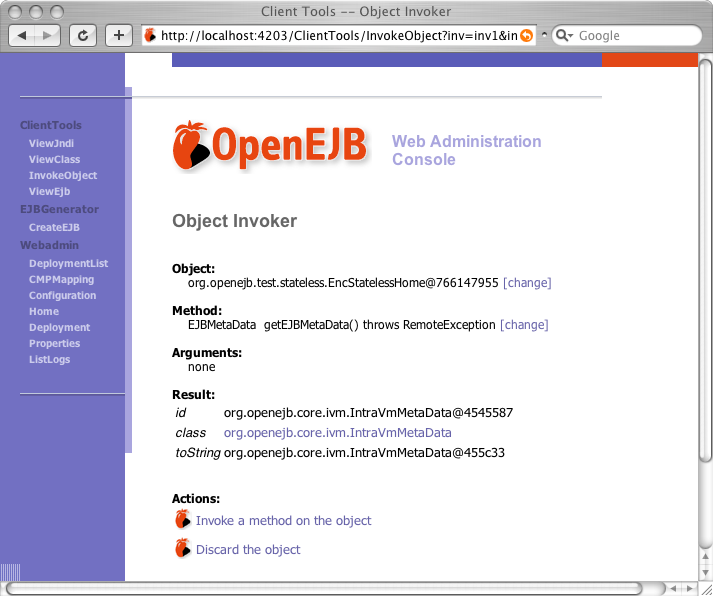 Client Tools -- Object Invoker
http://localhost:4203/ClientTools/InvokeObject?inv=inv1&in
Google
ClientTools
ViewJndi
ViewClass
InvokeObject
ViewEjb
EJBGenerator
CreateEJB
Webadmin
DeploymentList
CMPMapping
Configuration
Home
Deployment
Properties
ListLogs
OpenEJB
Web Administration
Console
Object Invoker
Object:
org.openejb.test.stateless.EncStatelessHome@766147955 [change]
Method:
EJBMetaData getEJBMetaData() throws RemoteException [change]
Arguments:
none
Result:
id org.openejb.core.ivm.IntraVmMetaData@4545587
class org.openejb.core.ivm.IntraVmMetaData
toString org.openejb.core.ivm.IntraVmMetaData@455c33
Actions:
Invoke a method on the object
Discard the object